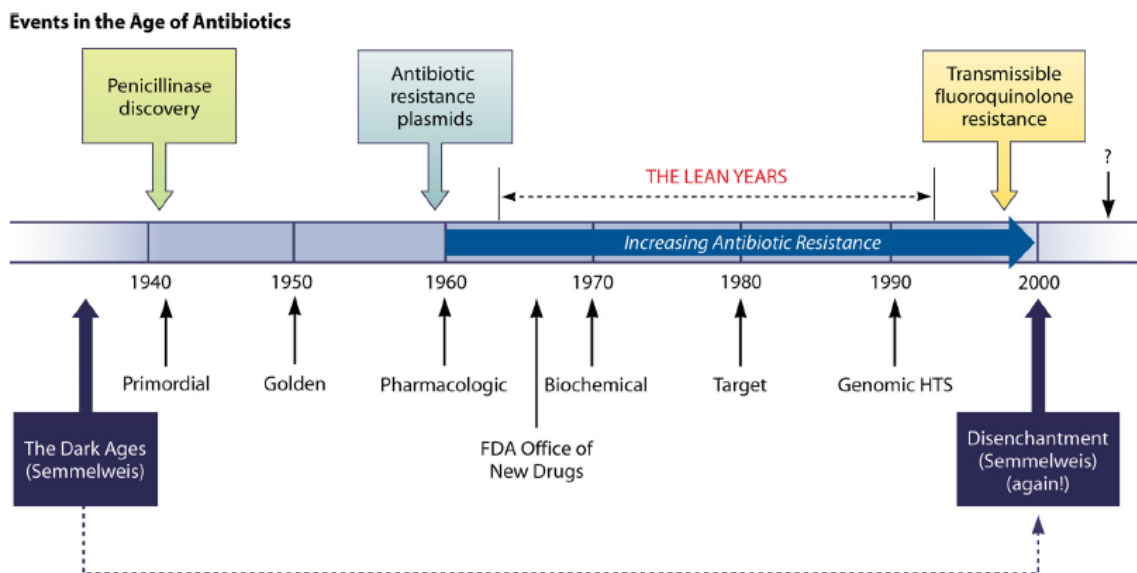 Events in the Age of Antibiotics
Penicillinase
discovery
Antibiotic
resistance
plasmids
Transmissible
fluoroquinolone
resistance
?
THE LEAN YEARS
Increasing Antibiotic Resistance
1940
1950
1960
1970
1980
1990
2000
Primordial
Golden
Pharmacologic
Biochemical
Target
Genomic HTS
FDA Office of
New Drugs
The Dark Ages
(Semmelweis)
Disenchantment
(Semmelweis)
(again!)